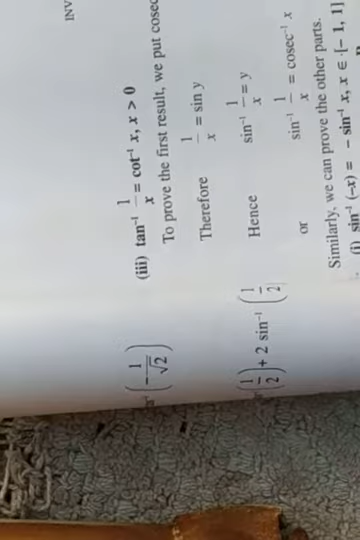 INV
(iii) tan⁻¹ 1/x = cot⁻¹ x, x > 0
To prove the first result, we put cosec
1/x = sin y
Therefore
Hence sin⁻¹ 1/x = y
or sin⁻¹ 1/x = cosec⁻¹ x
Similarly, we can prove the other parts.
(i) sin⁻¹ (−x) = − sin⁻¹ x, x ∈ [− 1, 1]
(−1/√2)
(1/2) + 2 sin⁻¹ (1/2)